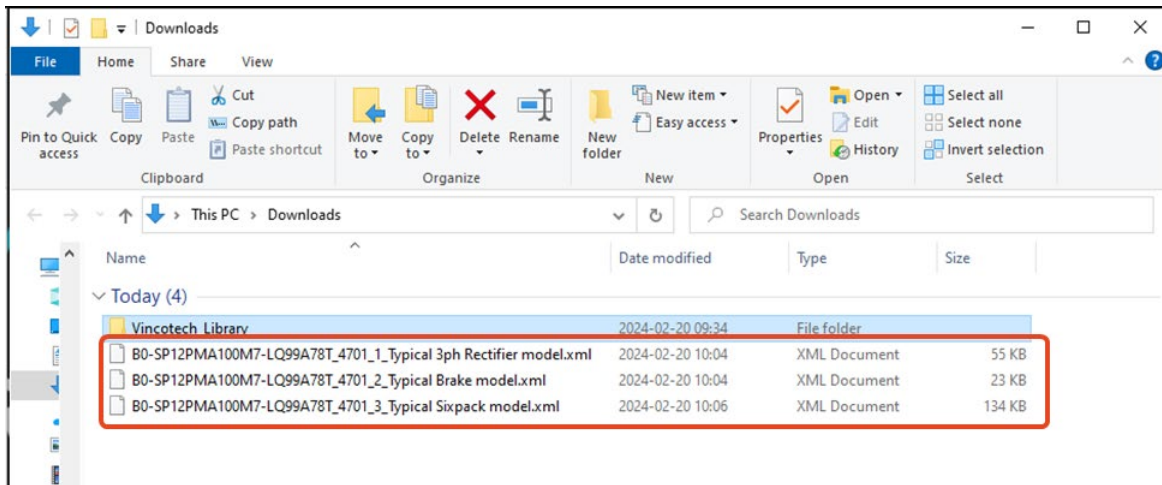 Downloads
File Home Share View
Pin to Quick access
Copy
Paste
Cut
Copy path
Paste shortcut
Clipboard
Move to
Copy to
Delete
Rename
Organize
New folder
New item
Easy access
New
Properties
Open
Edit
History
Open
Select all
Select none
Invert selection
Select
This PC > Downloads
Search Downloads
Name Date modified Type Size
Today (4)
Vincotech_Library 2024-02-20 09:34 File folder
B0-SP12PMA100M7-LQ99A78T_4701_1_Typical 3ph Rectifier model.xml 2024-02-20 10:04 XML Document 55 KB
B0-SP12PMA100M7-LQ99A78T_4701_2_Typical Brake model.xml 2024-02-20 10:04 XML Document 23 KB
B0-SP12PMA100M7-LQ99A78T_4701_3_Typical Sixpack model.xml 2024-02-20 10:06 XML Document 134 KB